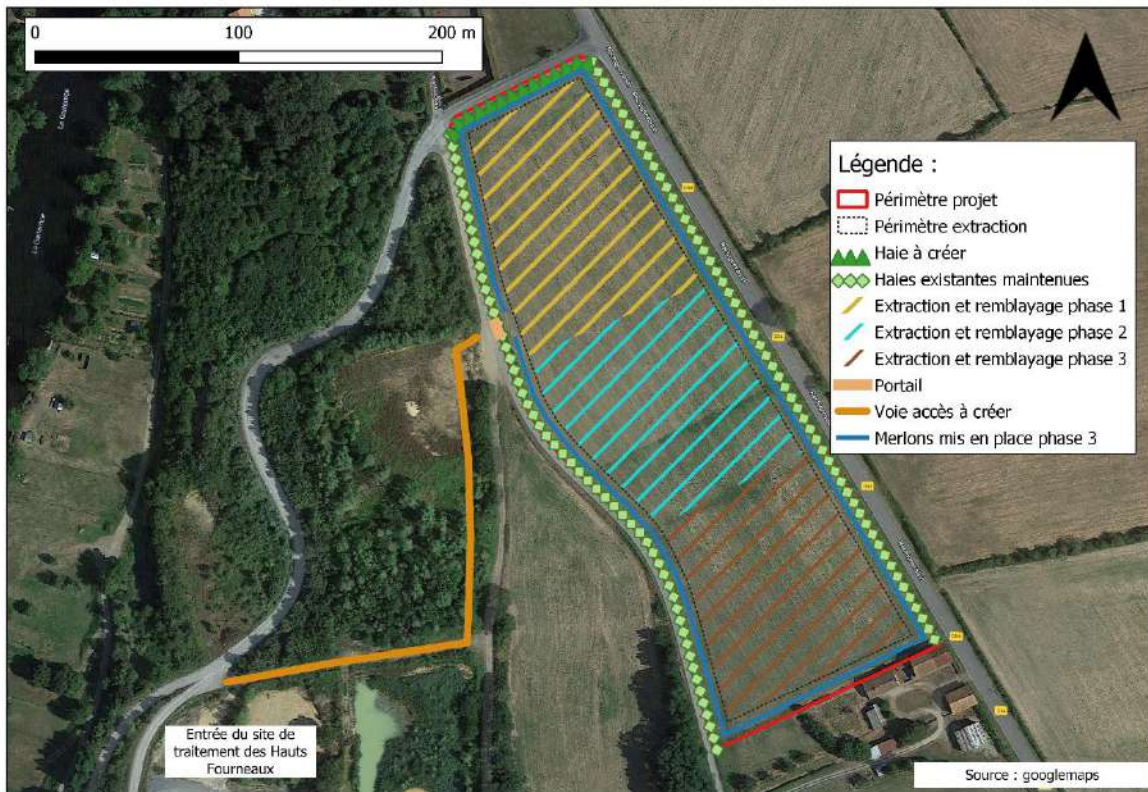 0
100
200 m
Légende :
Périmètre projet
Périmètre extraction
Haie à créer
Haies existantes maintenues
Extraction et remblayage phase 1
Extraction et remblayage phase 2
Extraction et remblayage phase 3
Portail
Voie accès à créer
Merlons mis en place phase 3
Entrée du site de
traitement des Hauts
Fourneaux
Source : googlemaps